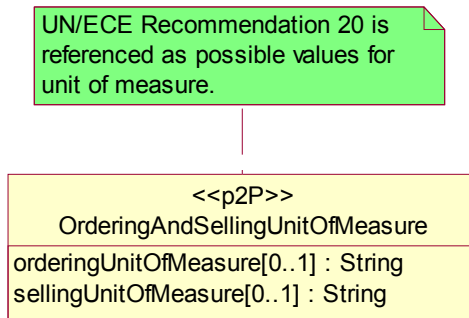 UN/ECE Recommendation 20 is
referenced as possible values for
unit of measure.
<<p2P>>
OrderingAndSellingUnitOfMeasure
orderingUnitOfMeasure[0..1] : String
sellingUnitOfMeasure[0..1] : String